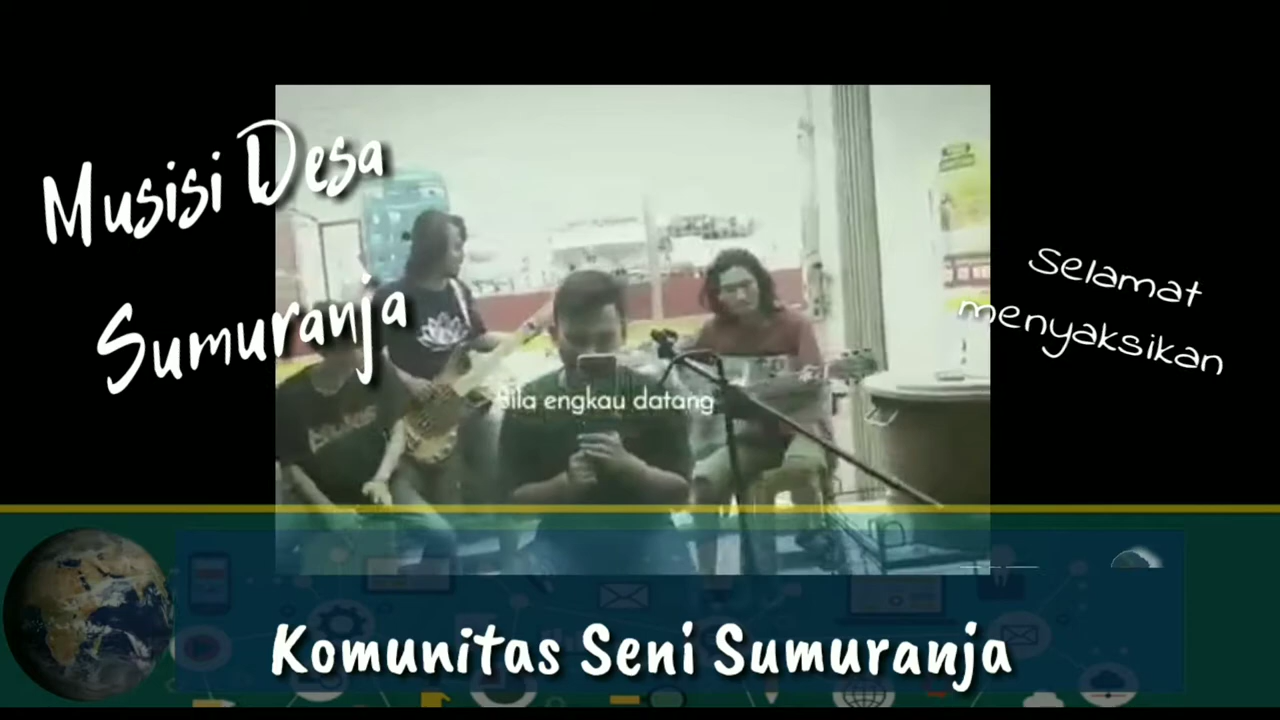 Musisi Desa
Sumuranja
Selamat
menyaksikan
Bila engkau datang
Komunitas Seni Sumuranja